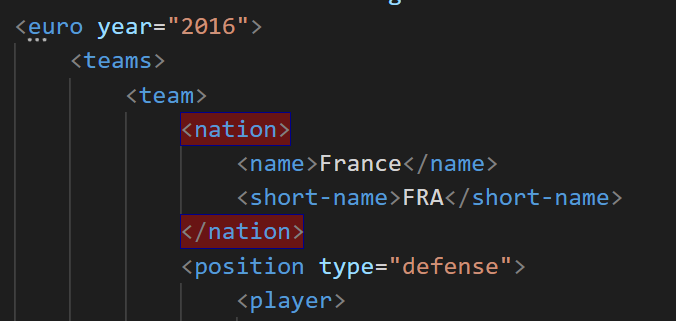 <euro year="2016">
<teams>
<team>
<nation>
<name>France</name>
<short-name>FRA</short-name>
</nation>
<position type="defense">
<player>